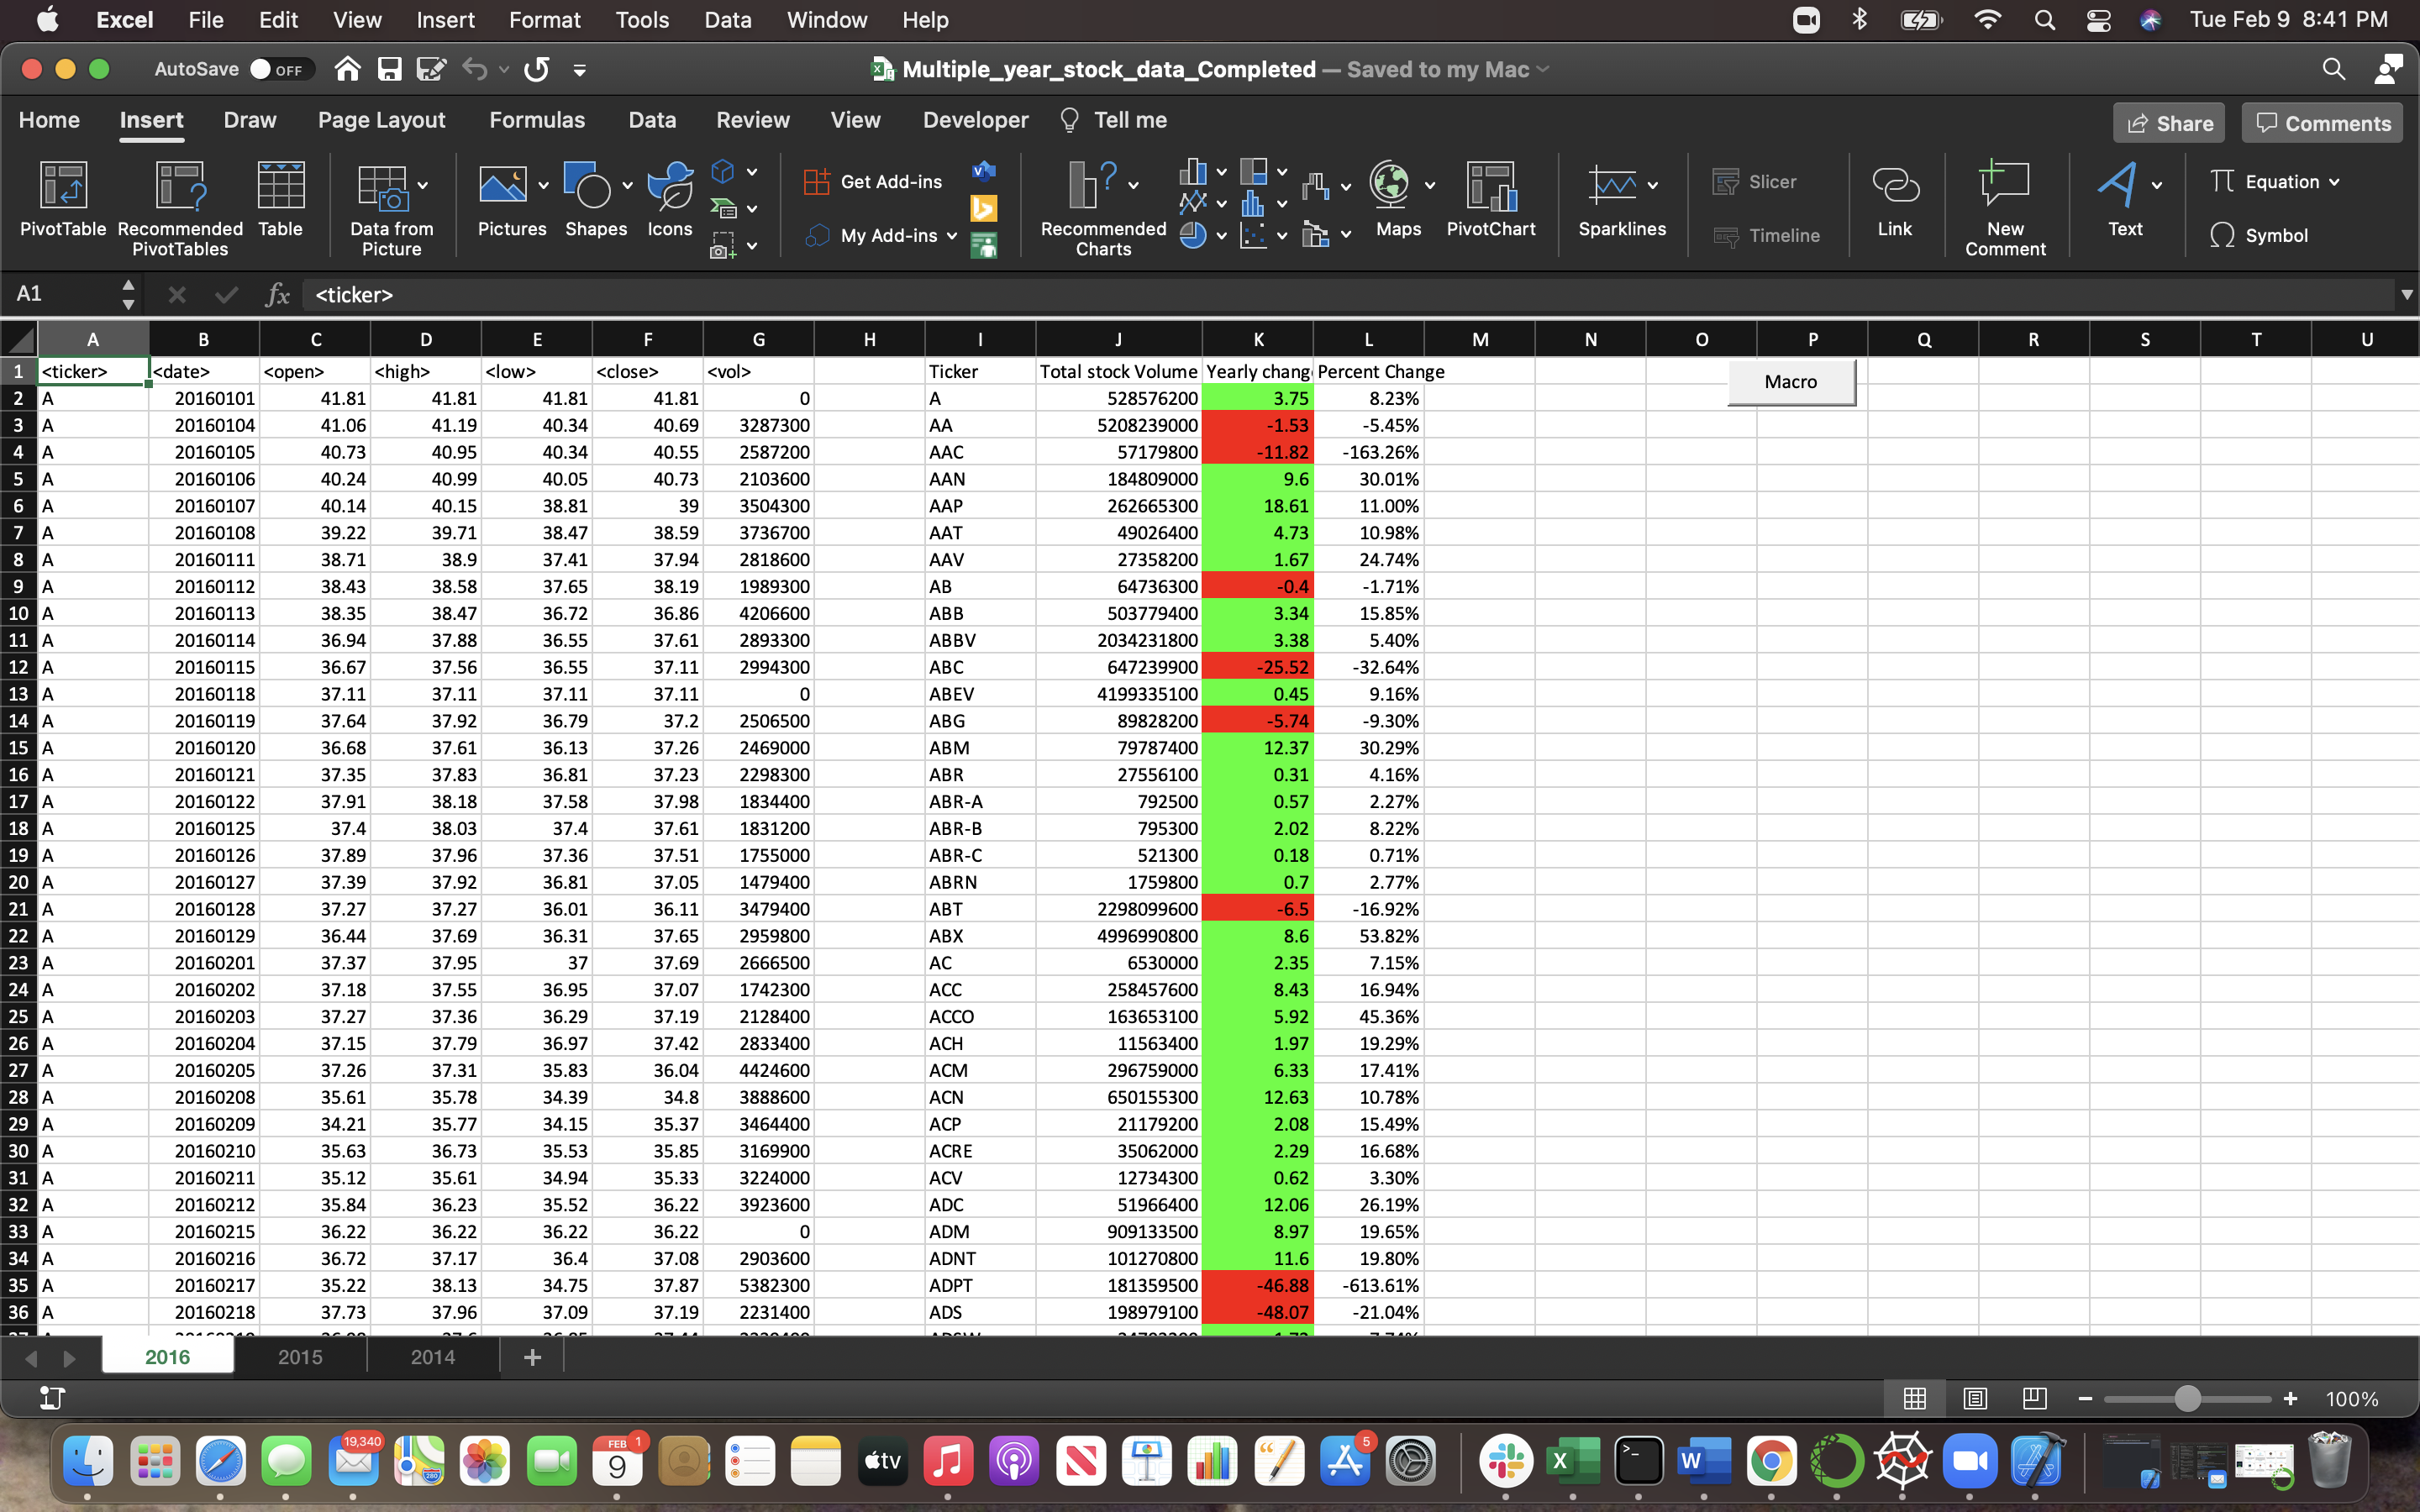 Excel File Edit View Insert Format Tools Data Window Help Tue Feb 9 8:41 PM
AutoSave OFF Multiple_year_stock_data_Completed — Saved to my Mac
Home Insert Draw Page Layout Formulas Data Review View Developer Tell me Share Comments
PivotTable Recommended PivotTables Table Data from Picture Pictures Shapes Icons Get Add-ins My Add-ins Recommended Charts Maps PivotChart Sparklines Slicer Timeline Link New Comment Text Equation Symbol
A1 fx <ticker>
A B C D E F G H I J K L M N O P Q R S T U
1 <ticker> <date> <open> <high> <low> <close> <vol> Ticker Total stock Volume Yearly chang Percent Change Macro
2 A 20160101 41.81 41.81 41.81 41.81 0 A 528576200 3.75 8.23%
3 A 20160104 41.06 41.19 40.34 40.69 3287300 AA 5208239000 -1.53 -5.45%
4 A 20160105 40.73 40.95 40.34 40.55 2587200 AAC 57179800 -11.82 -163.26%
5 A 20160106 40.24 40.99 40.05 40.73 2103600 AAN 184809000 9.6 30.01%
6 A 20160107 40.14 40.15 38.81 39 3504300 AAP 262665300 18.61 11.00%
7 A 20160108 39.22 39.71 38.47 38.59 3736700 AAT 49026400 4.73 10.98%
8 A 20160111 38.71 38.9 37.41 37.94 2818600 AAV 27358200 1.67 24.74%
9 A 20160112 38.43 38.58 37.65 38.19 1989300 AB 64736300 -0.4 -1.71%
10 A 20160113 38.35 38.47 36.72 36.86 4206600 ABB 503779400 3.34 15.85%
11 A 20160114 36.94 37.88 36.55 37.61 2893300 ABBV 2034231800 3.38 5.40%
12 A 20160115 36.67 37.56 36.55 37.11 2994300 ABC 647239900 -25.52 -32.64%
13 A 20160118 37.11 37.11 37.11 37.11 0 ABEV 4199335100 0.45 9.16%
14 A 20160119 37.64 37.92 36.79 37.2 2506500 ABG 89828200 -5.74 -9.30%
15 A 20160120 36.68 37.61 36.13 37.26 2469000 ABM 79787400 12.37 30.29%
16 A 20160121 37.35 37.83 36.81 37.23 2298300 ABR 27556100 0.31 4.16%
17 A 20160122 37.91 38.18 37.58 37.98 1834400 ABR-A 792500 0.57 2.27%
18 A 20160125 37.4 38.03 37.4 37.61 1831200 ABR-B 795300 2.02 8.22%
19 A 20160126 37.89 37.96 37.36 37.51 1755000 ABR-C 521300 0.18 0.71%
20 A 20160127 37.39 37.92 36.81 37.05 1479400 ABRN 1759800 0.7 2.77%
21 A 20160128 37.27 37.27 36.01 36.11 3479400 ABT 2298099600 -6.5 -16.92%
22 A 20160129 36.44 37.69 36.31 37.65 2959800 ABX 4996990800 8.6 53.82%
23 A 20160201 37.37 37.95 37 37.69 2666500 AC 6530000 2.35 7.15%
24 A 20160202 37.18 37.55 36.95 37.07 1742300 ACC 258457600 8.43 16.94%
25 A 20160203 37.27 37.36 36.29 37.19 2128400 ACCO 163653100 5.92 45.36%
26 A 20160204 37.15 37.79 36.97 37.42 2833400 ACH 11563400 1.97 19.29%
27 A 20160205 37.26 37.31 35.83 36.04 4424600 ACM 296759000 6.33 17.41%
28 A 20160208 35.61 35.78 34.39 34.8 3888600 ACN 650155300 12.63 10.78%
29 A 20160209 34.21 35.77 34.15 35.37 3464400 ACP 21179200 2.08 15.49%
30 A 20160210 35.63 36.73 35.53 35.85 3169900 ACRE 35062000 2.29 16.68%
31 A 20160211 35.12 35.61 34.94 35.33 3224000 ACV 12734300 0.62 3.30%
32 A 20160212 35.84 36.23 35.52 36.22 3923600 ADC 51966400 12.06 26.19%
33 A 20160215 36.22 36.22 36.22 36.22 0 ADM 909133500 8.97 19.65%
34 A 20160216 36.72 37.17 36.4 37.08 2903600 ADNT 101270800 11.6 19.80%
35 A 20160217 35.22 38.13 34.75 37.87 5382300 ADPT 181359500 -46.88 -613.61%
36 A 20160218 37.73 37.96 37.09 37.19 2231400 ADS 198979100 -48.07 -21.04%
2016 2015 2014
100%
19,340 280 FEB 9 1 tv 5 X W